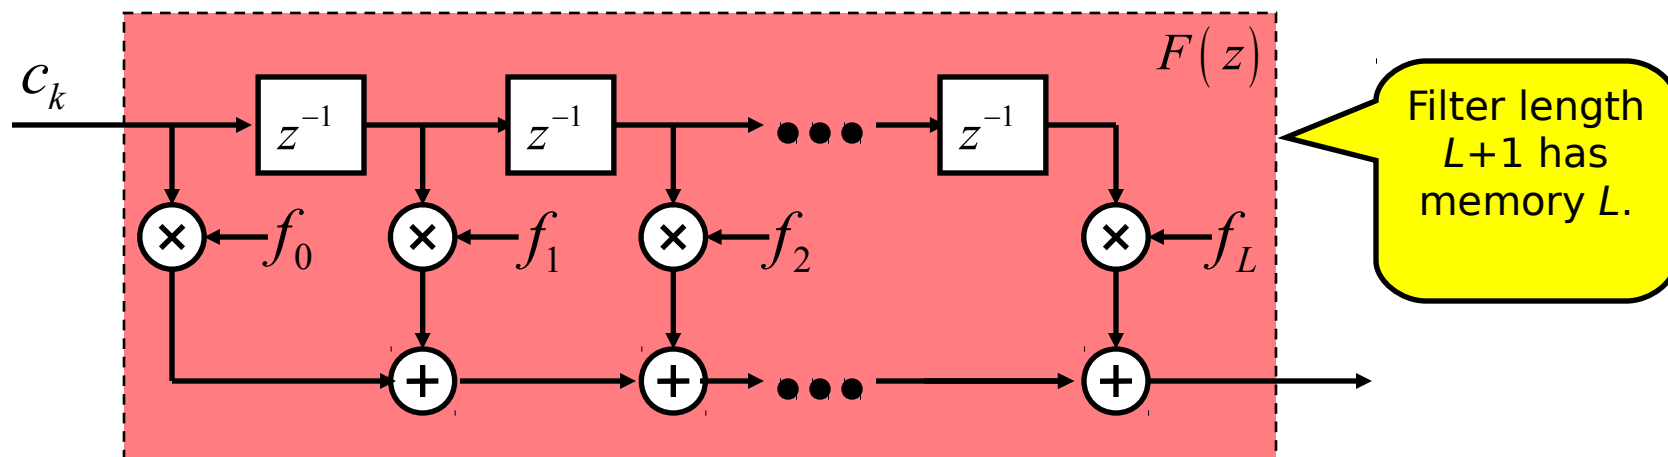 F(z)
c_k
z^{-1} z^{-1} z^{-1}
Filter length
L+1 has
memory L.
f_0 f_1 f_2 f_L